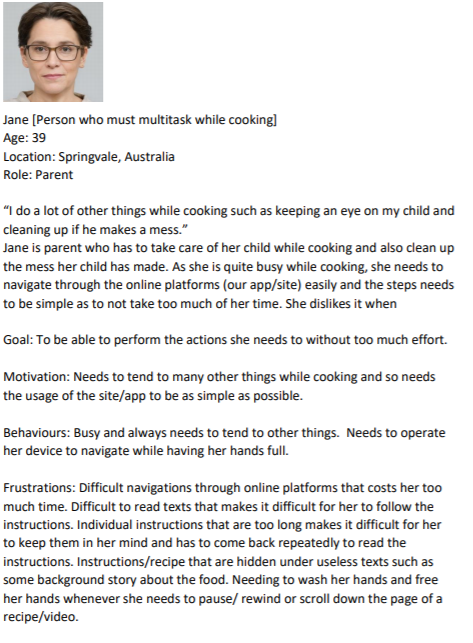 Jane [Person who must multitask while cooking]
Age: 39
Location: Springvale, Australia
Role: Parent
“I do a lot of other things while cooking such as keeping an eye on my child and
cleaning up if he makes a mess.”
Jane is parent who has to take care of her child while cooking and also clean up
the mess her child has made. As she is quite busy while cooking, she needs to
navigate through the online platforms (our app/site) easily and the steps needs
to be simple as to not take too much of her time. She dislikes it when
Goal: To be able to perform the actions she needs to without too much effort.
Motivation: Needs to tend to many other things while cooking and so needs
the usage of the site/app to be as simple as possible.
Behaviours: Busy and always needs to tend to other things.  Needs to operate
her device to navigate while having her hands full.
Frustrations: Difficult navigations through online platforms that costs her too
much time. Difficult to read texts that makes it difficult for her to follow the
instructions. Individual instructions that are too long makes it difficult for her
to keep them in her mind and has to come back repeatedly to read the
instructions. Instructions/recipe that are hidden under useless texts such as
some background story about the food. Needing to wash her hands and free
her hands whenever she needs to pause/ rewind or scroll down the page of a
recipe/video.